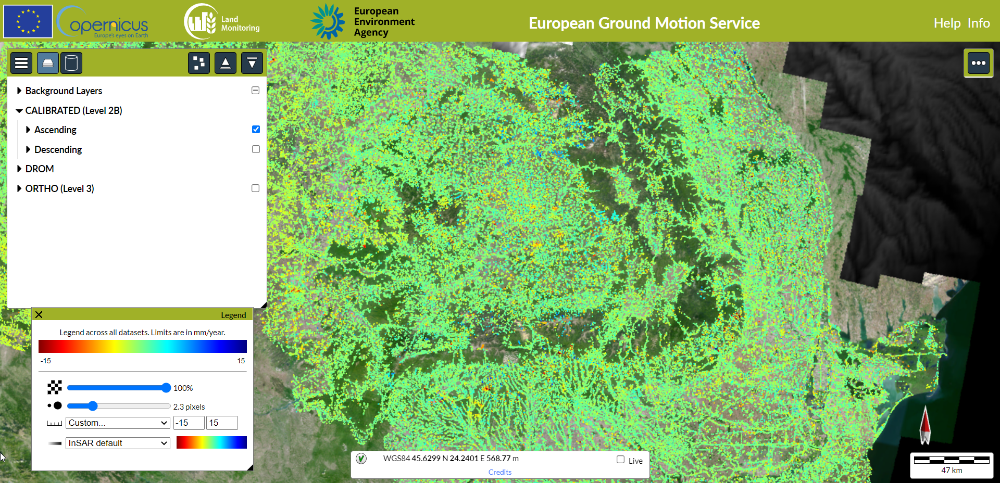 opernicus
Europe's eyes on Earth
Land
Monitoring
European
Environment
Agency
European Ground Motion Service
Help Info
Background Layers
CALIBRATED (Level 2B)
Ascending
Descending
DROM
ORTHO (Level 3)
Legend
Legend across all datasets. Limits are in mm/year.
-15 15
100%
2.3 pixels
Custom... -15 15
InSAR default
WGS84 45.6299 N 24.2401 E 568.77 m
Live
Credits
47 km